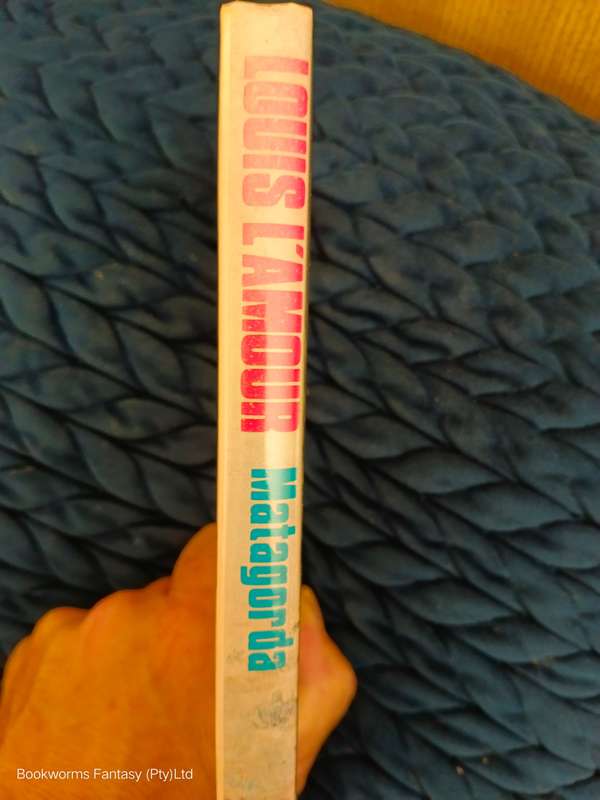 LOUIS L'AMOUR Matagorda
Bookworms Fantasy (Pty)Ltd